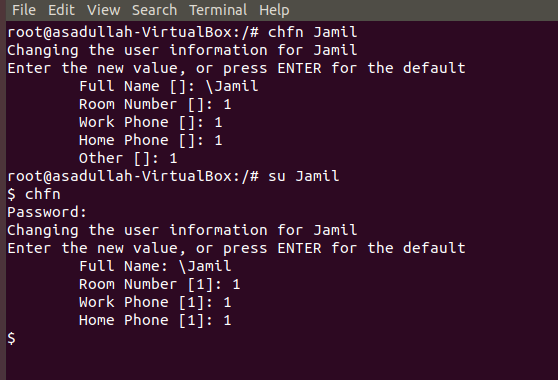 File Edit View Search Terminal Help
root@asadullah-VirtualBox:/# chfn Jamil
Changing the user information for Jamil
Enter the new value, or press ENTER for the default
        Full Name []: \Jamil
        Room Number []: 1
        Work Phone []: 1
        Home Phone []: 1
        Other []: 1
root@asadullah-VirtualBox:/# su Jamil
$ chfn
Password:
Changing the user information for Jamil
Enter the new value, or press ENTER for the default
        Full Name: \Jamil
        Room Number [1]: 1
        Work Phone [1]: 1
        Home Phone [1]: 1
$